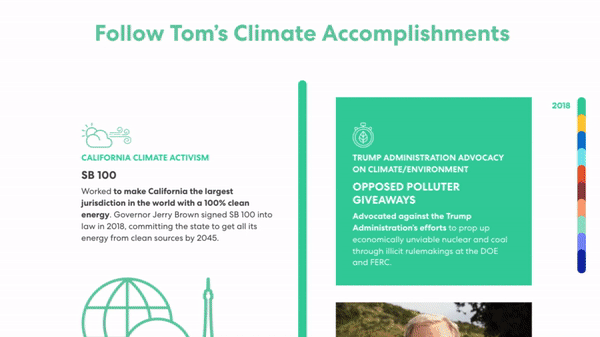 Follow Tom's Climate Accomplishments
CALIFORNIA CLIMATE ACTIVISM
SB 100
Worked to make California the largest
jurisdiction in the world with a 100% clean
energy. Governor Jerry Brown signed SB 100 into
law in 2018, committing the state to get all its
energy from clean sources by 2045.
2018
TRUMP ADMINISTRATION ADVOCACY
ON CLIMATE/ENVIRONMENT
OPPOSED POLLUTER
GIVEAWAYS
Advocated against the Trump
Administration's efforts to prop up
economically unviable nuclear and coal
through illicit rulemakings at the DOE
and FERC.